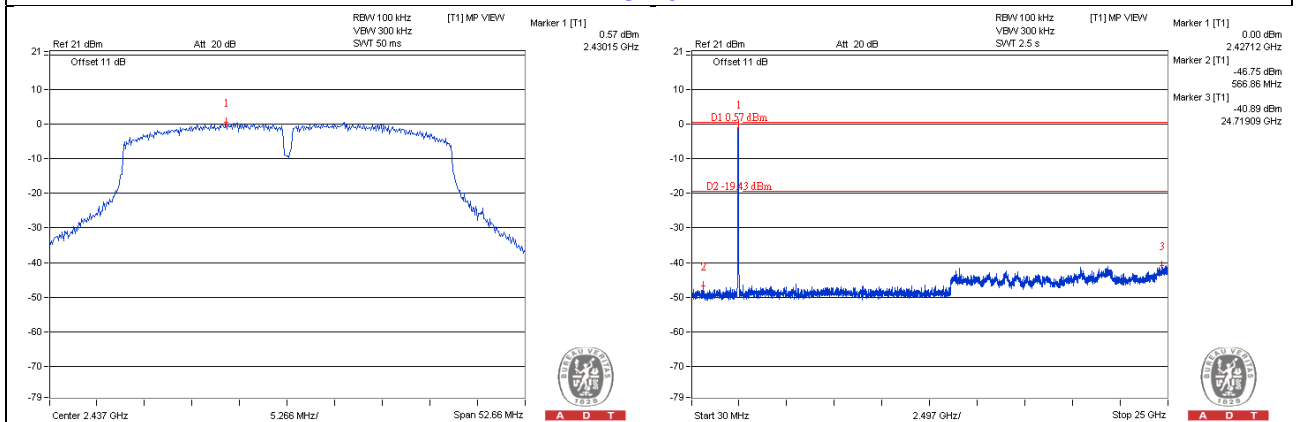 RBW 100 kHz
VBW 300 kHz
SWT 50 ms
[T1] MP VIEW
Marker 1 [T1]
0.57 dBm
2.43015 GHz
Ref 21 dBm
Att 20 dB
Offset 11 dB
21
10
0
-10
-20
-30
-40
-50
-60
-70
-79
1
Center 2.437 GHz
5.266 MHz/
Span 52.66 MHz
BUREAU VERITAS
1828
A D T
RBW 100 kHz
VBW 300 kHz
SWT 2.5 s
[T1] MP VIEW
Marker 1 [T1]
0.00 dBm
2.42712 GHz
Marker 2 [T1]
-46.75 dBm
566.86 MHz
Marker 3 [T1]
-40.89 dBm
24.71909 GHz
Ref 21 dBm
Att 20 dB
Offset 11 dB
21
10
0
-10
-20
-30
-40
-50
-60
-70
-79
1
D1 0.57 dBm
D2 -19.43 dBm
2
3
Start 30 MHz
2.497 GHz/
Stop 25 GHz
BUREAU VERITAS
1828
A D T